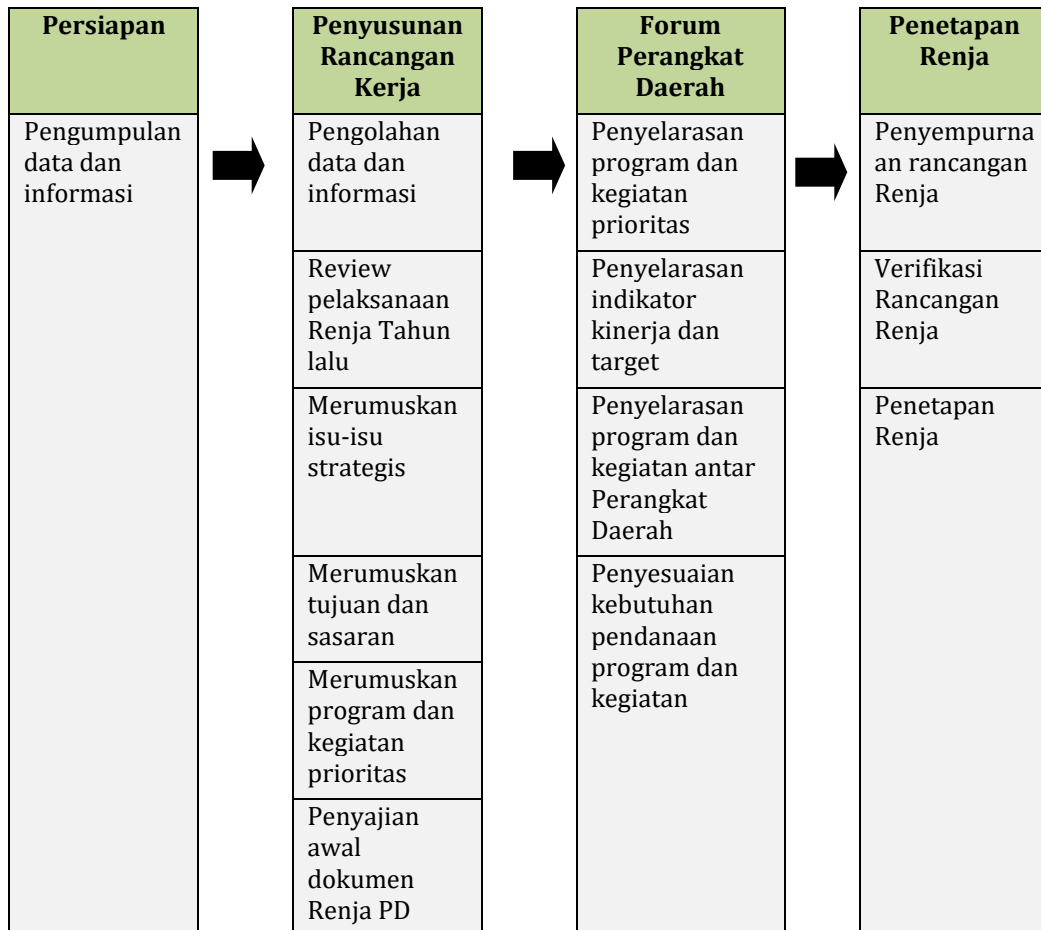 Persiapan
Pengumpulan
data dan
informasi
Penyusunan
Rancangan
Kerja
Pengolahan
data dan
informasi
Review
pelaksanaan
Renja Tahun
lalu
Merumuskan
isu-isu
strategis
Merumuskan
tujuan dan
sasaran
Merumuskan
program dan
kegiatan
prioritas
Penyajian
awal
dokumen
Renja PD
Forum
Perangkat
Daerah
Penyelarasan
program dan
kegiatan
prioritas
Penyelarasan
indikator
kinerja dan
target
Penyelarasan
program dan
kegiatan antar
Perangkat
Daerah
Penyesuaian
kebutuhan
pendanaan
program dan
kegiatan
Penetapan
Renja
Penyempurna
an rancangan
Renja
Verifikasi
Rancangan
Renja
Penetapan
Renja